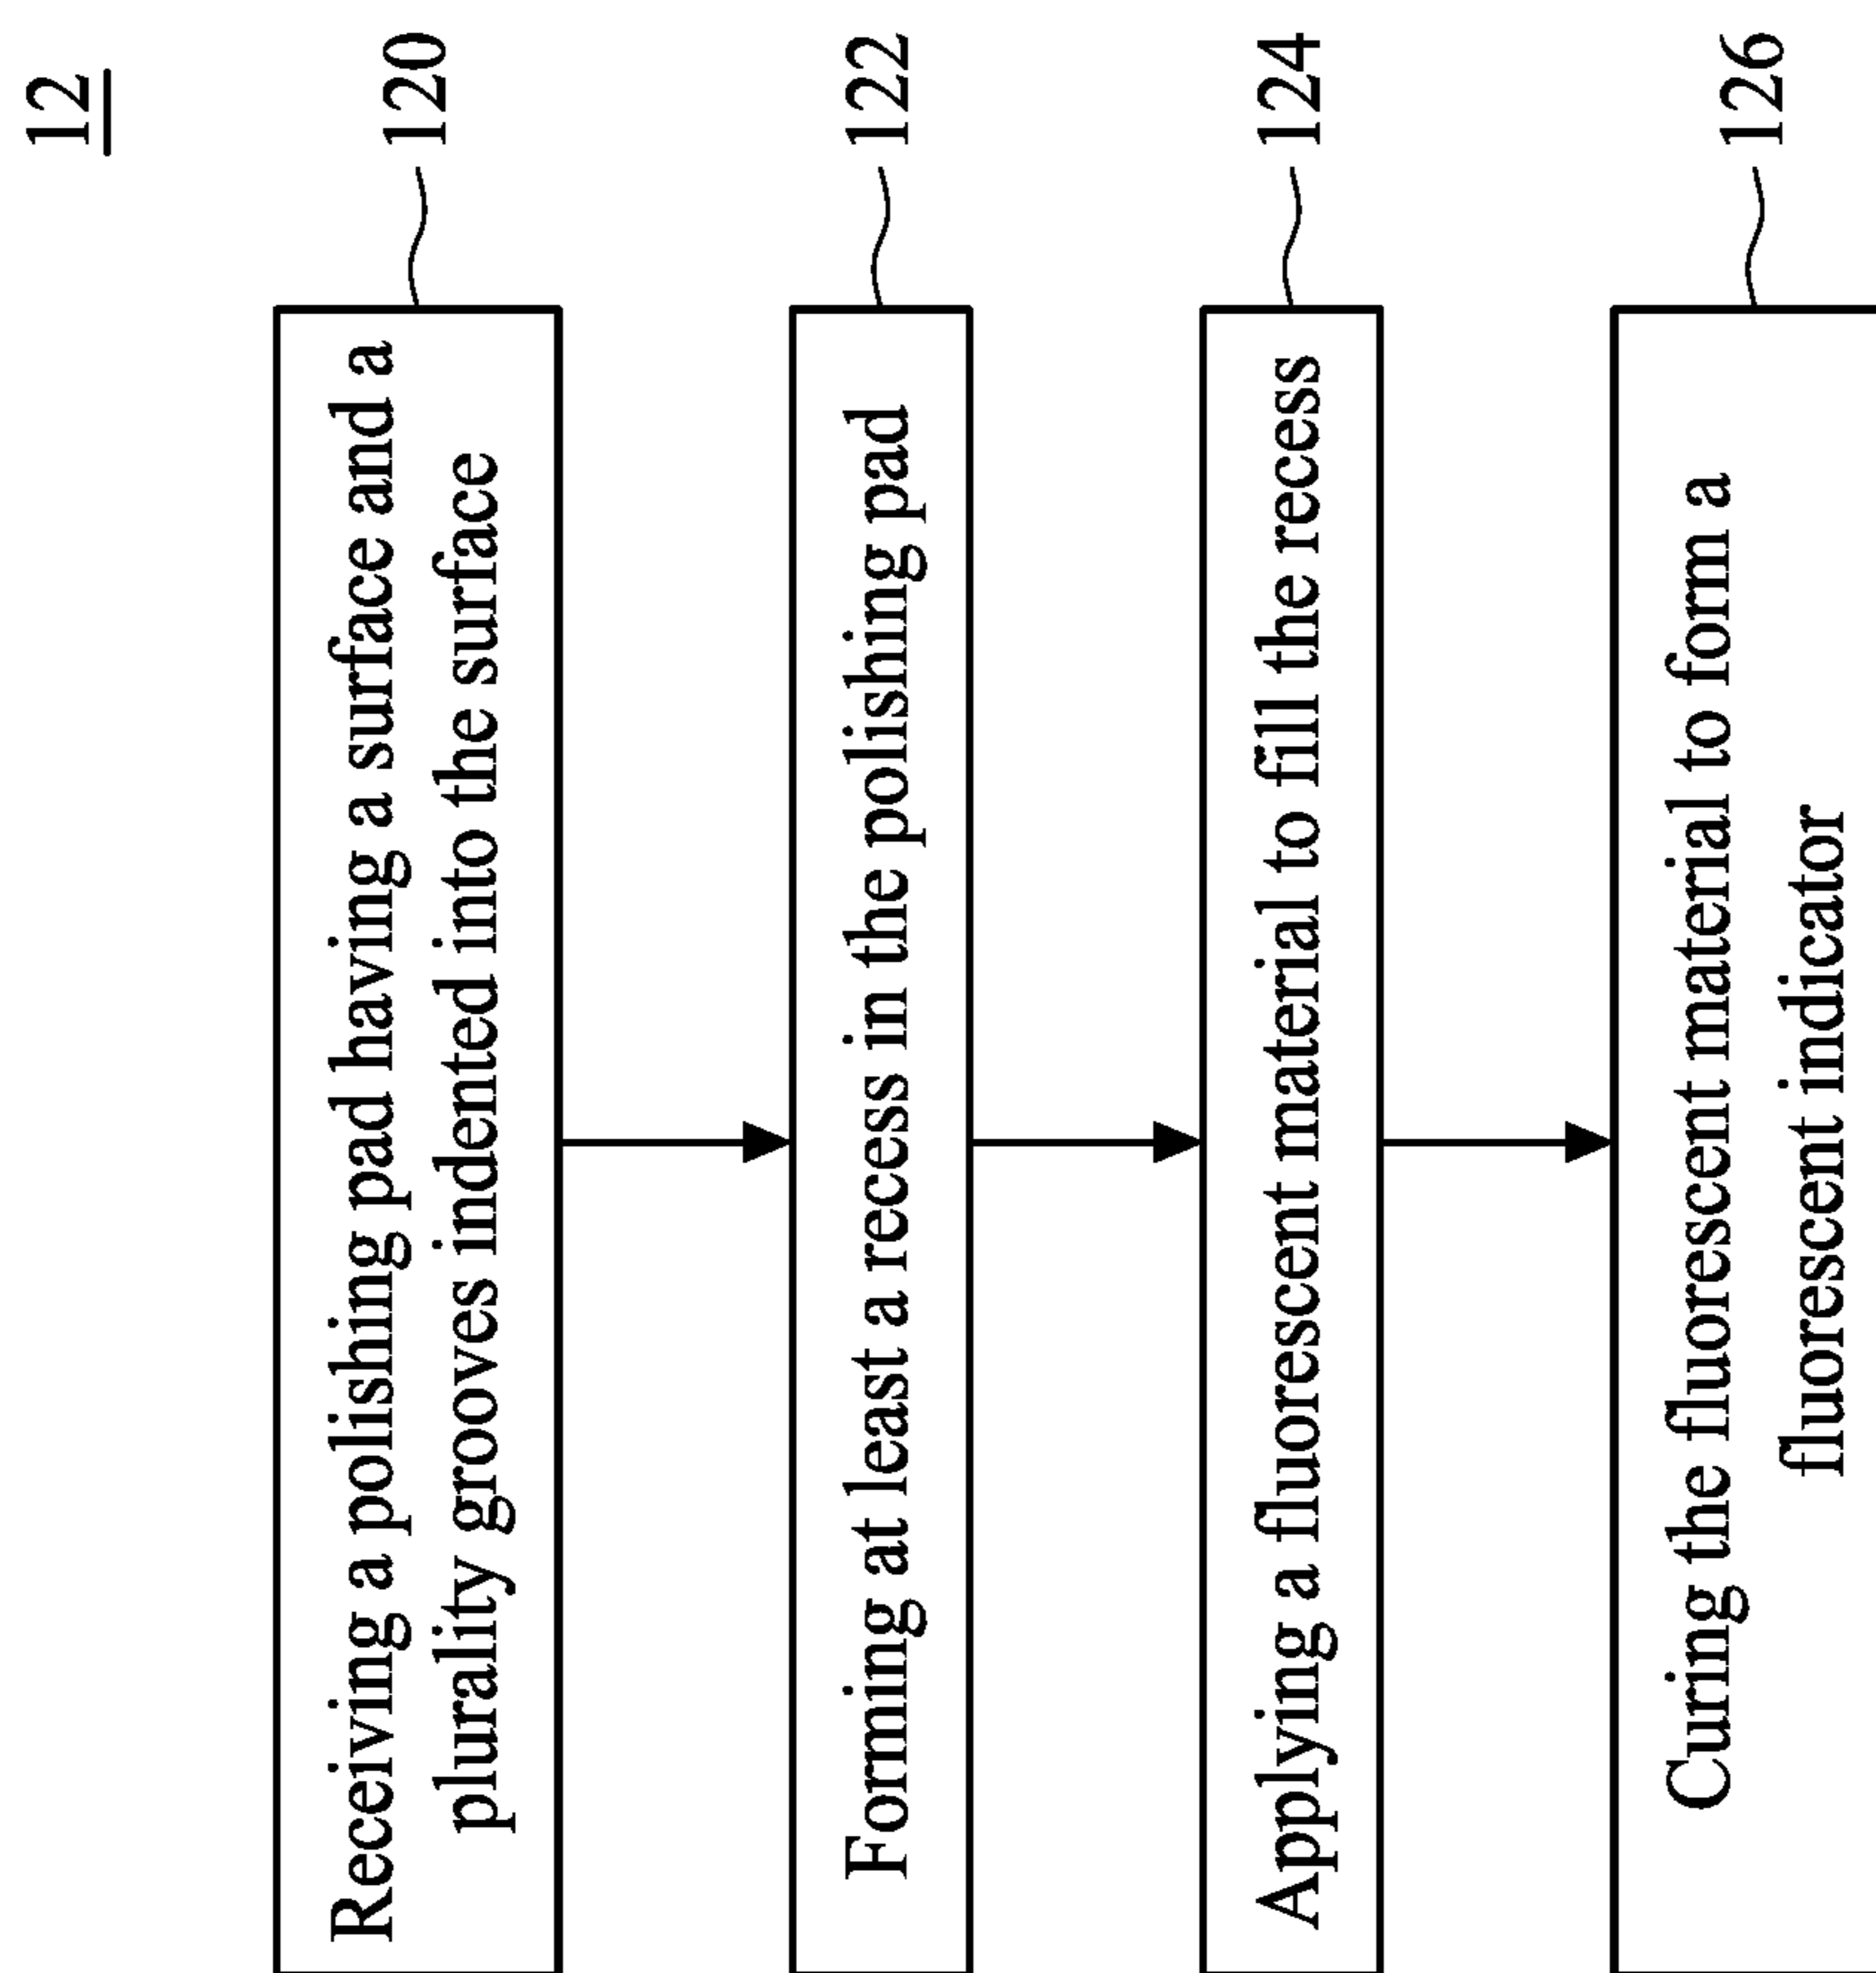 12
Receiving a polishing pad having a surface and a
plurality grooves indented into the surface
120
Forming at least a recess in the polishing pad
122
Applying a fluorescent material to fill the recess
124
Curing the fluorescent material to form a
fluorescent indicator
126